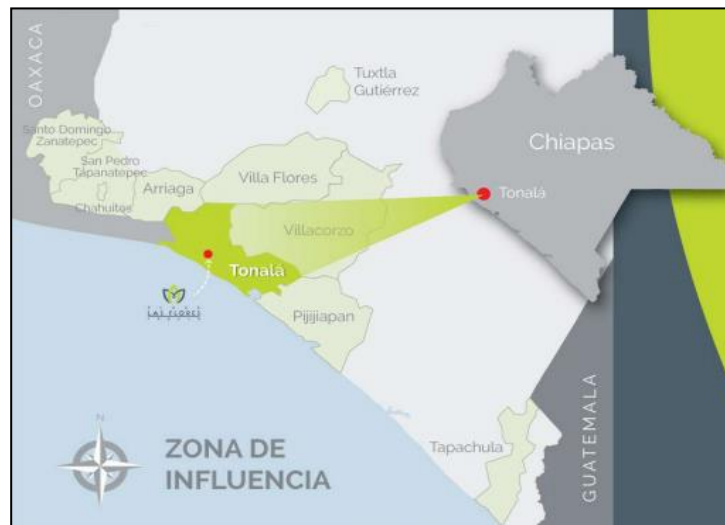 OAXACA
Tuxtla
Gutiérrez
Santo Domingo
Zanatepec
San Pedro
Tapanatepec
Chahuites
Arriaga
Villa Flores
Villacorzo
Tonalá
Pijijiapan
Tapachula
Chiapas
Tonalá
GUATEMALA
N
ZONA DE
INFLUENCIA